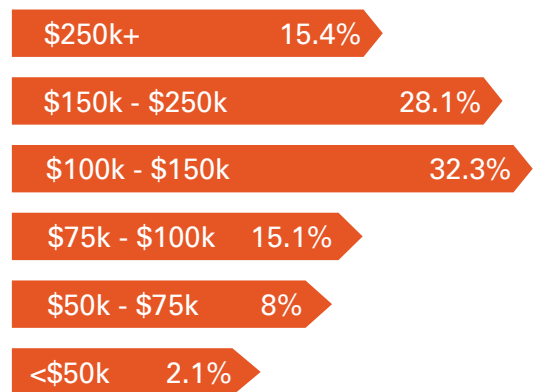 $250k+ 15.4%
$150k - $250k 28.1%
$100k - $150k 32.3%
$75k - $100k 15.1%
$50k - $75k 8%
<$50k 2.1%